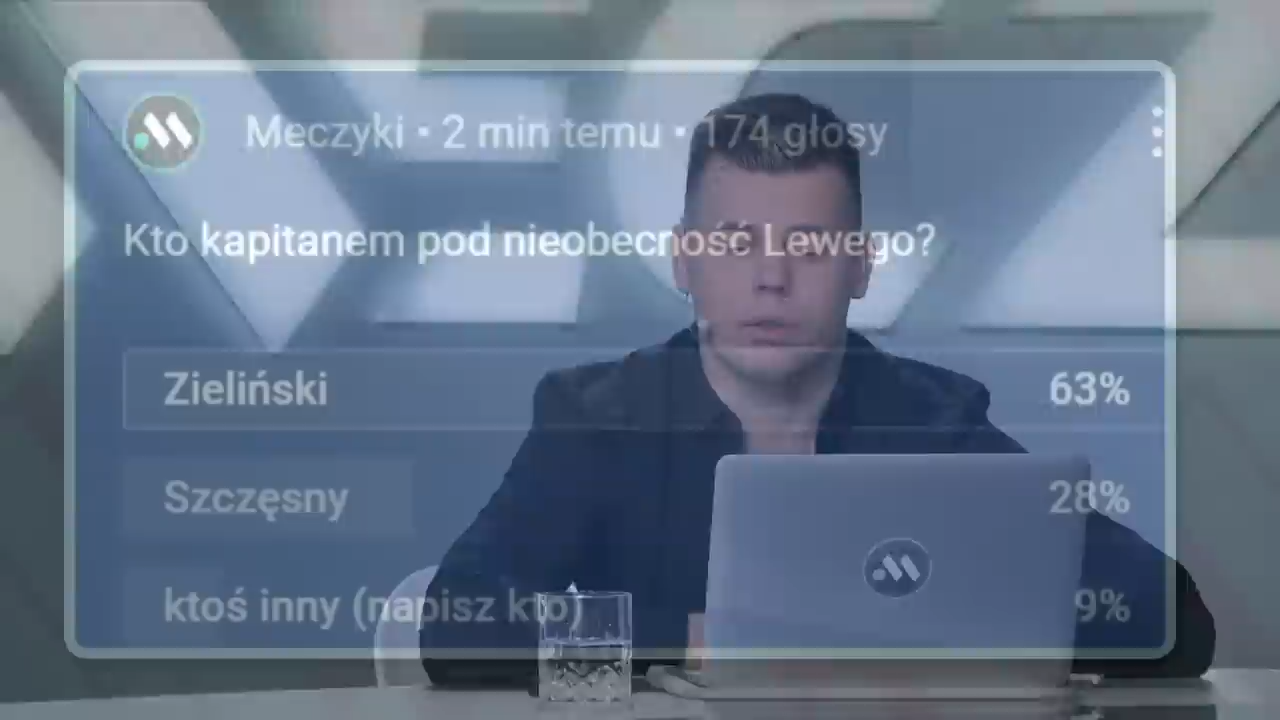 Meczyki • 2 min temu • 174 głosy
Kto kapitanem pod nieobecność Lewego?
Zieliński 63%
Szczęsny 28%
ktoś inny (napisz kto) 9%